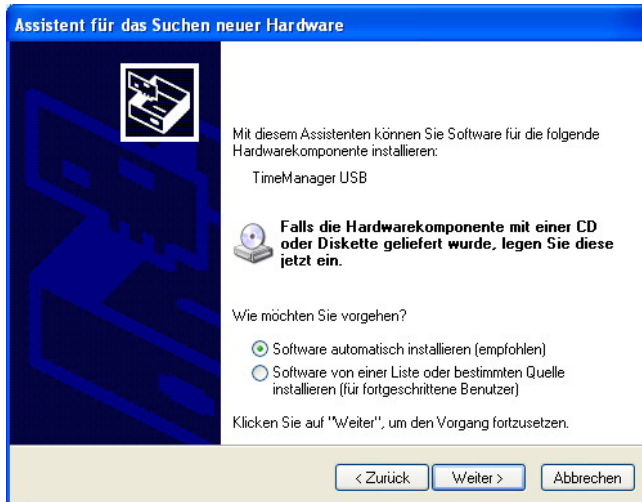 Assistent für das Suchen neuer Hardware
Mit diesem Assistenten können Sie Software für die folgende
Hardwarekomponente installieren:
TimeManager USB
Falls die Hardwarekomponente mit einer CD
oder Diskette geliefert wurde, legen Sie diese
jetzt ein.
Wie möchten Sie vorgehen?
Software automatisch installieren (empfohlen)
Software von einer Liste oder bestimmten Quelle
installieren (für fortgeschrittene Benutzer)
Klicken Sie auf "Weiter", um den Vorgang fortzusetzen.
< Zurück Weiter > Abbrechen